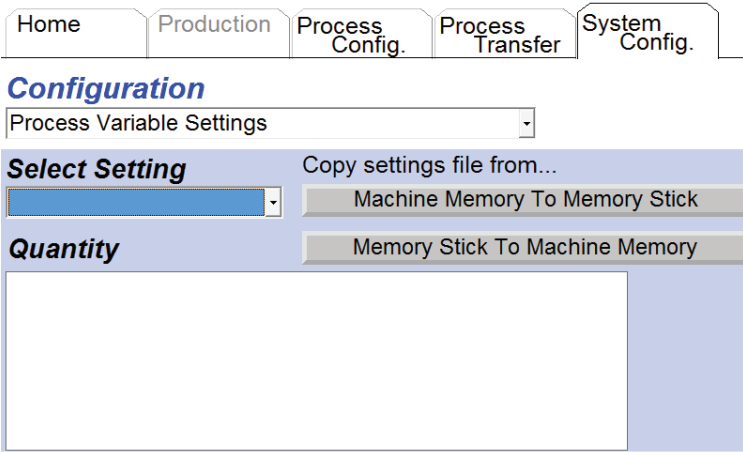 Home
Production
Process
Config.
Process
Transfer
System
Config.
Configuration
Process Variable Settings
Select Setting
Copy settings file from...
Machine Memory To Memory Stick
Quantity
Memory Stick To Machine Memory